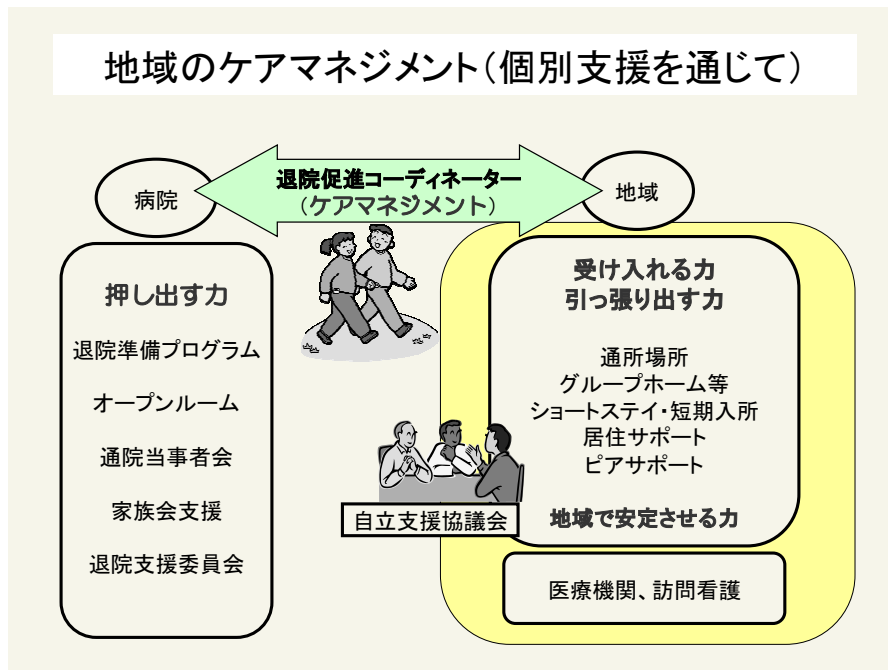 地域のケアマネジメント(個別支援を通じて)
退院促進コーディネーター
(ケアマネジメント)
病院
地域
押し出す力
退院準備プログラム
オープンルーム
通院当事者会
家族会支援
退院支援委員会
受け入れる力
引っ張り出す力
通所場所
グループホーム等
ショートステイ・短期入所
居住サポート
ピアサポート
地域で安定させる力
自立支援協議会
医療機関、訪問看護